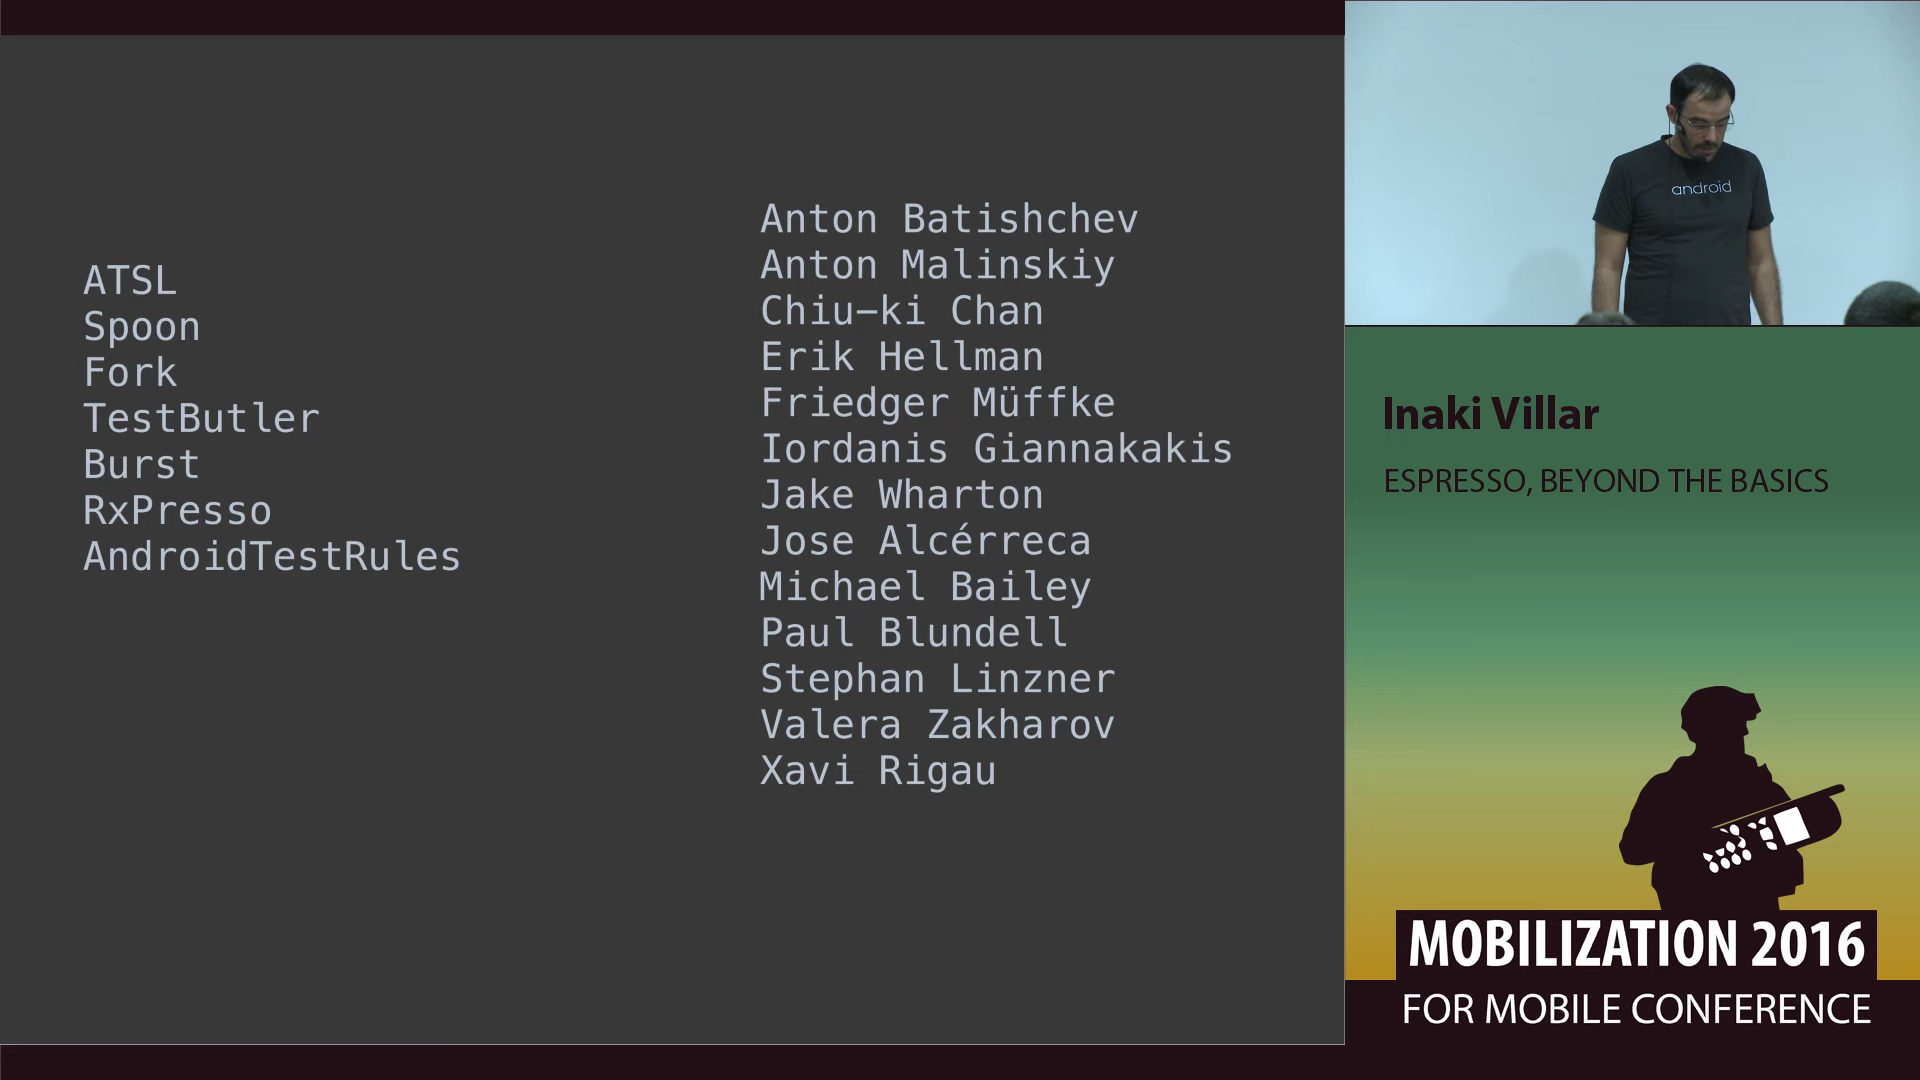 ATSL
Spoon
Fork
TestButler
Burst
RxPresso
AndroidTestRules
Anton Batishchev
Anton Malinskiy
Chiu-ki Chan
Erik Hellman
Friedger Müffke
Iordanis Giannakakis
Jake Wharton
Jose Alcérreca
Michael Bailey
Paul Blundell
Stephan Linzner
Valera Zakharov
Xavi Rigau
android
Inaki Villar
ESPRESSO, BEYOND THE BASICS
MOBILIZATION 2016
FOR MOBILE CONFERENCE